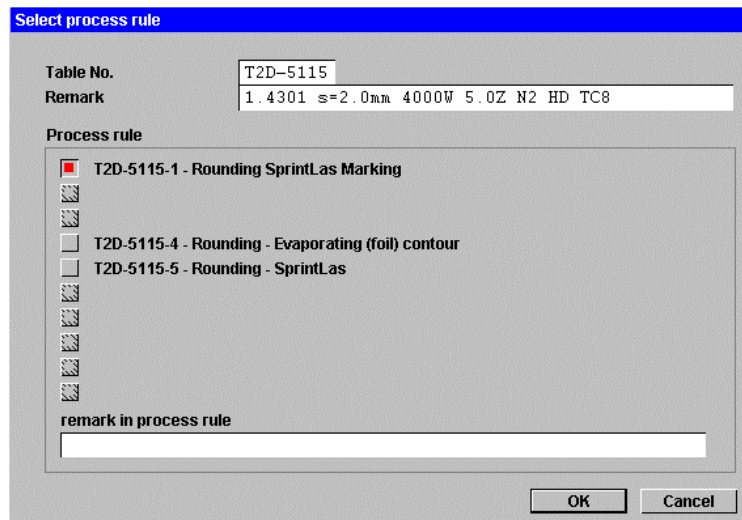 Select process rule
Table No. T2D-5115
Remark 1.4301 s=2.0mm 4000W 5.0Z N2 HD TC8
Process rule
T2D-5115-1 - Rounding SprintLas Marking
T2D-5115-4 - Rounding - Evaporating (foil) contour
T2D-5115-5 - Rounding - SprintLas
remark in process rule
OK Cancel